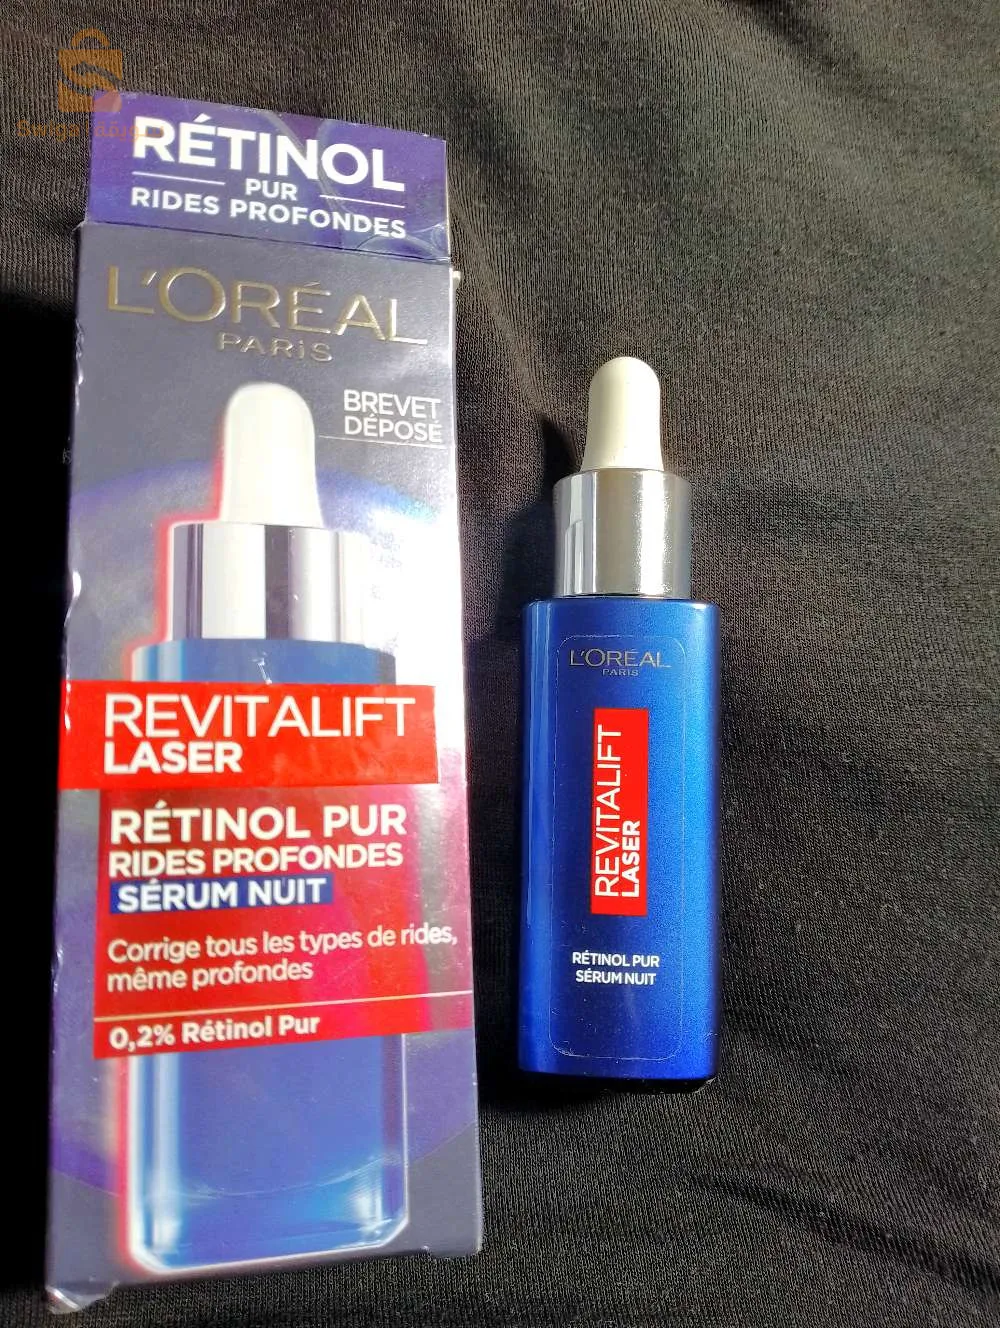 RÉTINOL
PUR
RIDES PROFONDES
L'ORÉAL
PARIS
BREVET
DÉPOSÉ
REVITALIFT
LASER
RÉTINOL PUR
RIDES PROFONDES
SÉRUM NUIT
Corrige tous les types de rides,
même profondes
0,2% Rétinol Pur
L'ORÉAL
PARIS
REVITALIFT
LASER
RÉTINOL PUR
SÉRUM NUIT